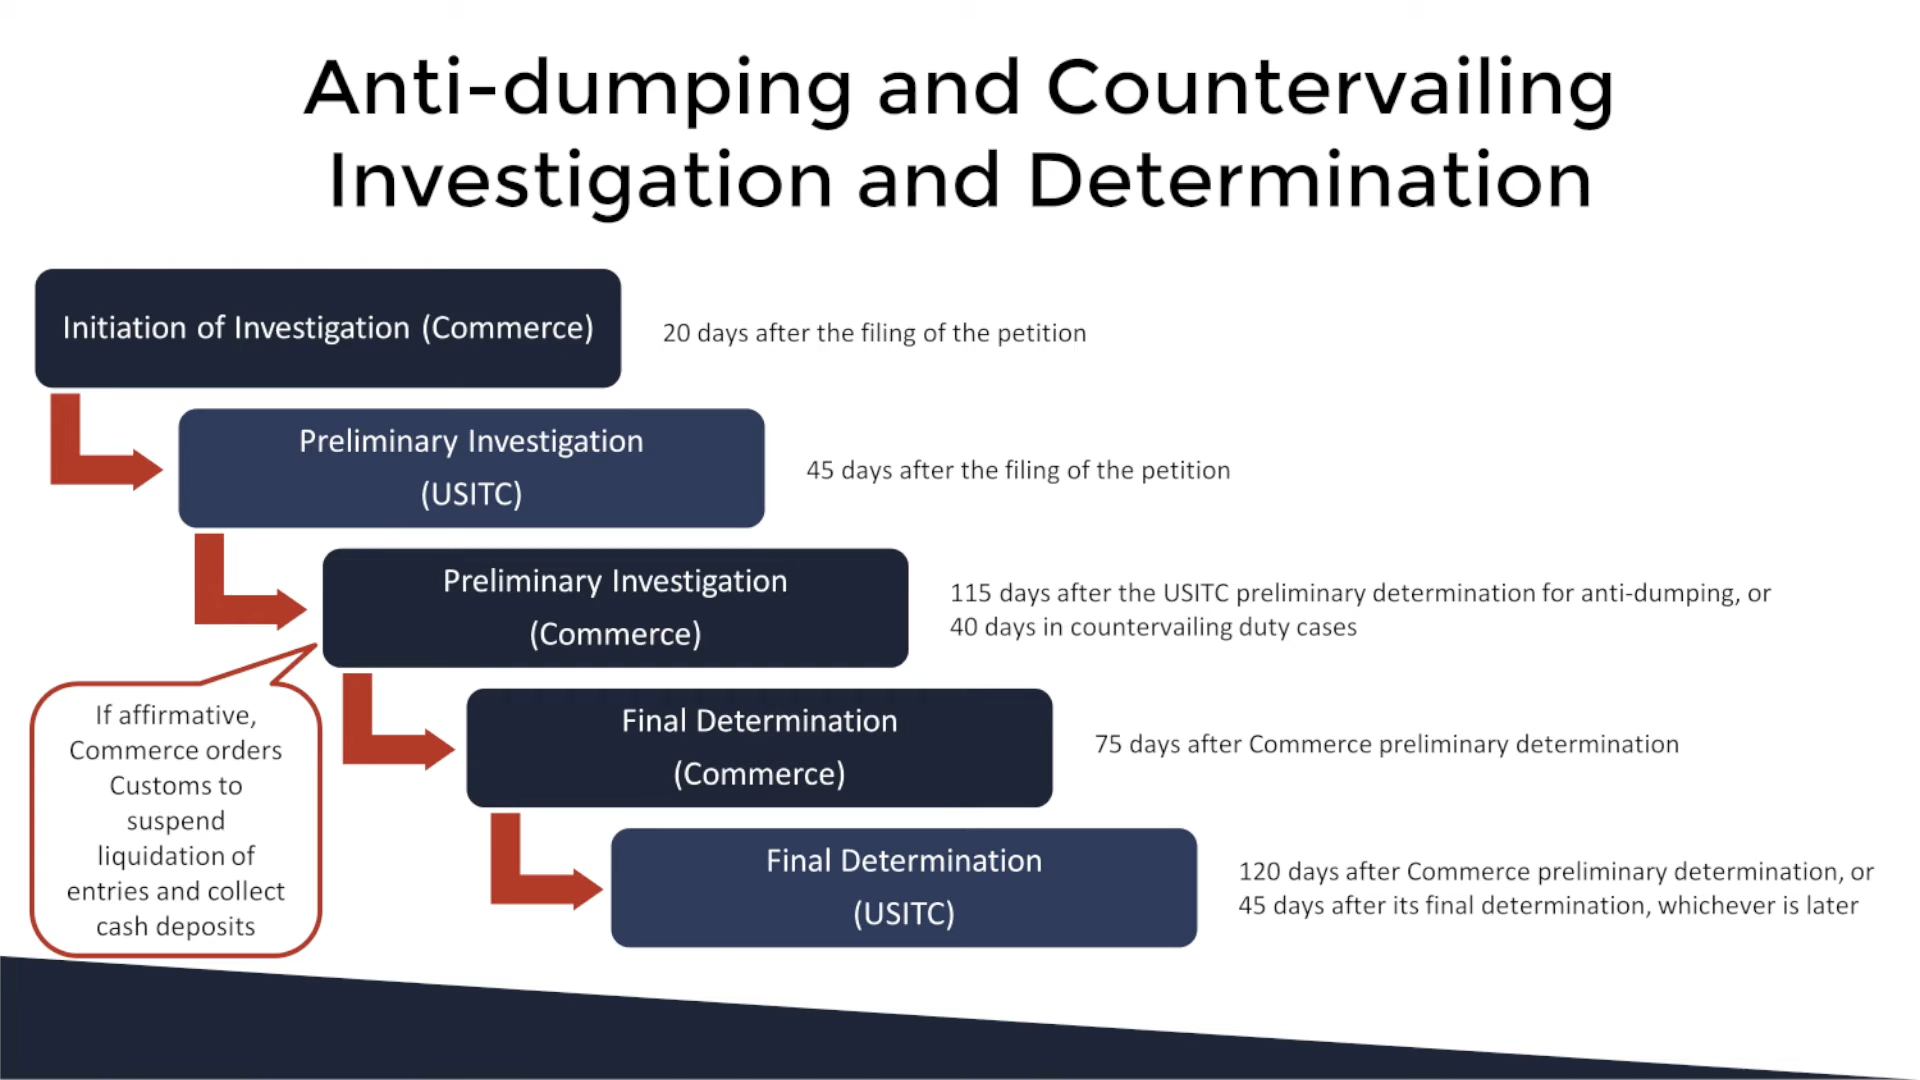 Anti-dumping and Countervailing
Investigation and Determination
Initiation of Investigation (Commerce)
20 days after the filing of the petition
Preliminary Investigation
(USITC)
45 days after the filing of the petition
Preliminary Investigation
(Commerce)
115 days after the USITC preliminary determination for anti-dumping, or
40 days in countervailing duty cases
If affirmative,
Commerce orders
Customs to
suspend
liquidation of
entries and collect
cash deposits
Final Determination
(Commerce)
75 days after Commerce preliminary determination
Final Determination
(USITC)
120 days after Commerce preliminary determination, or
45 days after its final determination, whichever is later